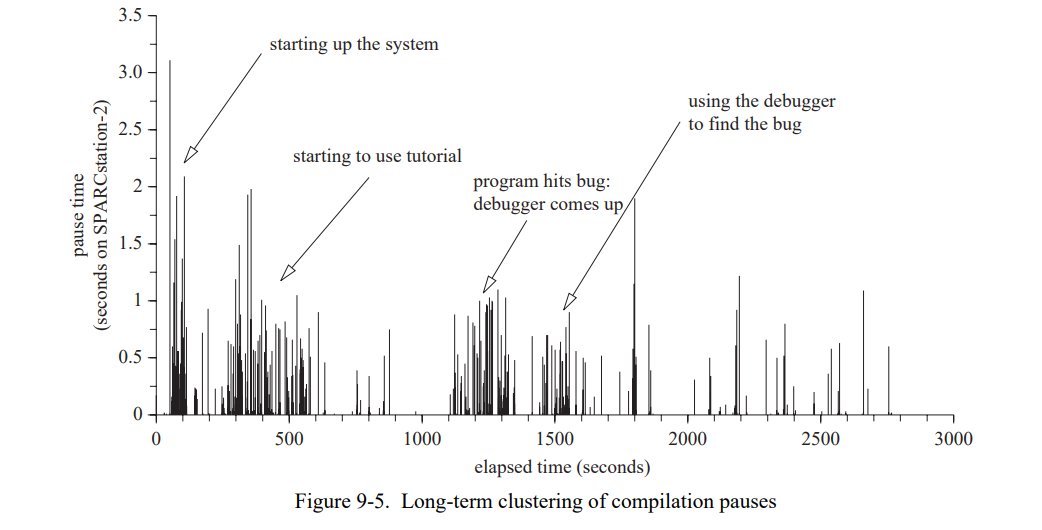 3.5
starting up the system
3.0
using the debugger
to find the bug
2.5
starting to use tutorial
program hits bug:
debugger comes up
2
pause time
(seconds on SPARCstation-2)
1.5
1
0.5
0
0 500 1000 1500 2000 2500 3000
elapsed time (seconds)
Figure 9-5. Long-term clustering of compilation pauses